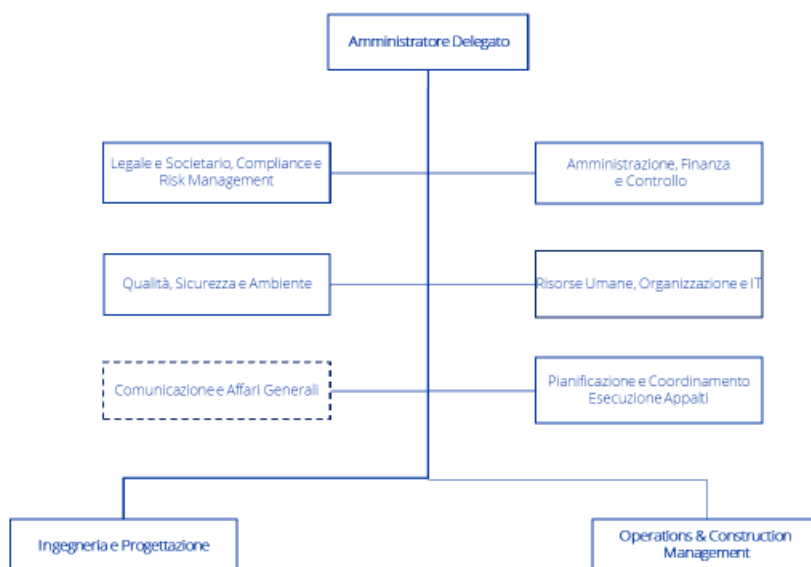 Amministratore Delegato
Legale e Societario, Compliance e
Risk Management
Amministrazione, Finanza
e Controllo
Qualità, Sicurezza e Ambiente
Risorse Umane, Organizzazione e IT
Comunicazione e Affari Generali
Pianificazione e Coordinamento
Esecuzione Appalti
Ingegneria e Progettazione
Operations & Construction
Management